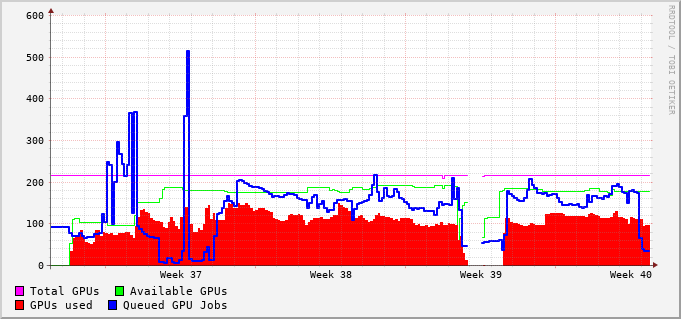 600
500
400
300
200
100
0
Week 37 Week 38 Week 39 Week 40
Total GPUs Available GPUs
GPUs used Queued GPU Jobs
RRDTOOL / TOBI OETIKER